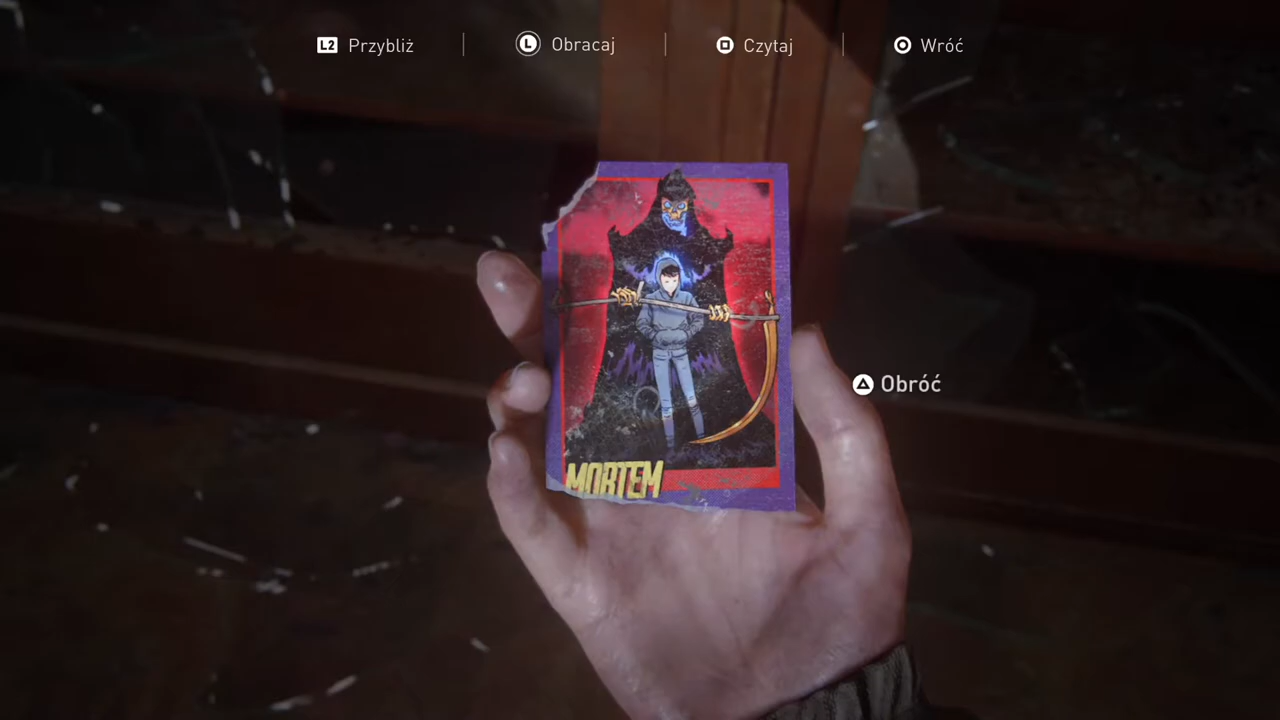 L2 Przybliż
L Obracaj
Czytaj
Wróć
Obróć
MORTEM